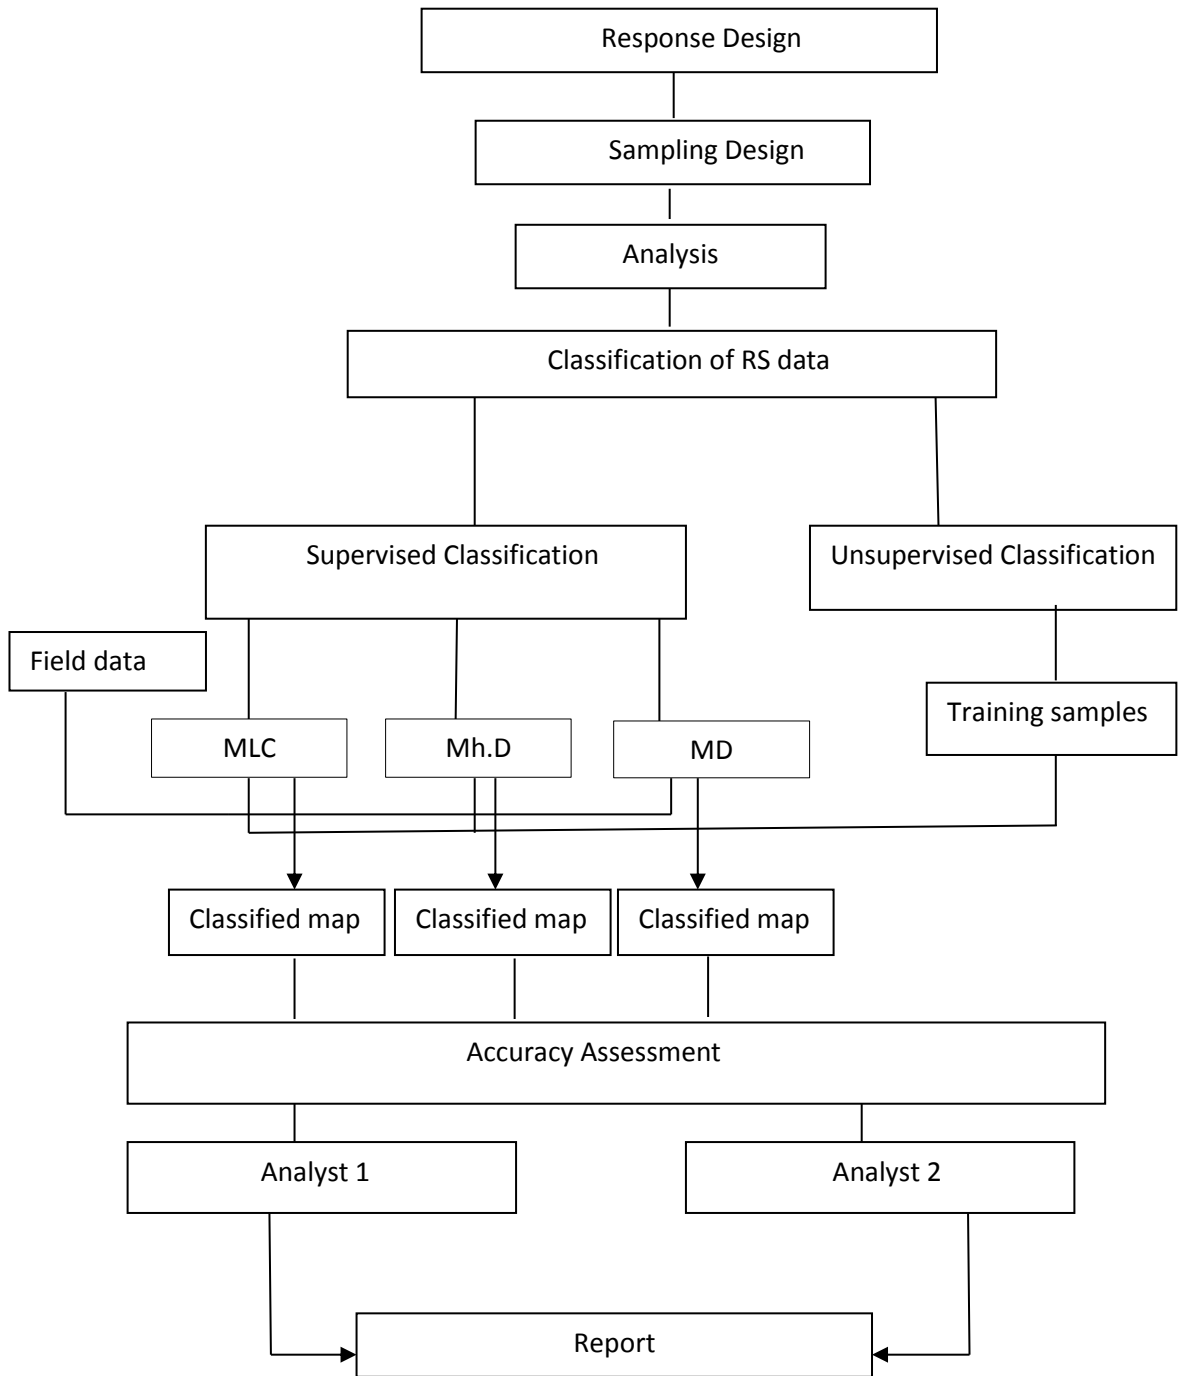 Response Design
Sampling Design
Analysis
Classification of RS data
Supervised Classification
Unsupervised Classification
Field data
Training samples
MLC
Mh.D
MD
Classified map
Classified map
Classified map
Accuracy Assessment
Analyst 1
Analyst 2
Report